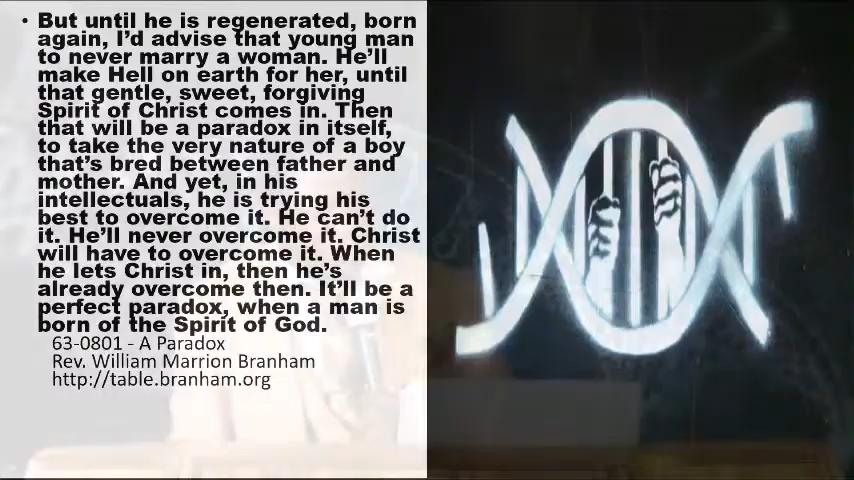 • But until he is regenerated, born
again, I’d advise that young man
to never marry a woman. He’ll
make Hell on earth for her, until
that gentle, sweet, forgiving
Spirit of Christ comes in. Then
that will be a paradox in itself,
to take the very nature of a boy
that’s bred between father and
mother. And yet, in his
intellectuals, he is trying his
best to overcome it. He can’t do
it. He’ll never overcome it. Christ
will have to overcome it. When
he lets Christ in, then he’s
already overcome then. It’ll be a
perfect paradox, when a man is
born of the Spirit of God.
63-0801 - A Paradox
Rev. William Marrion Branham
http://table.branham.org